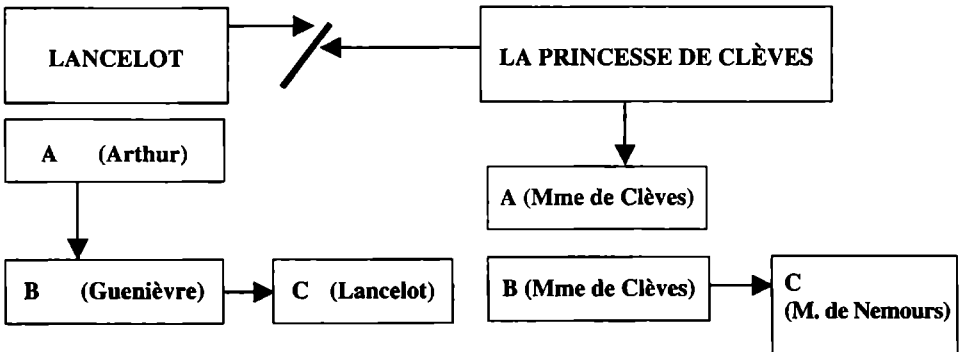 LANCELOT
LA PRINCESSE DE CLÈVES
A (Arthur)
A (Mme de Clèves)
B (Guenièvre)
C (Lancelot)
B (Mme de Clèves)
C
(M. de Nemours)